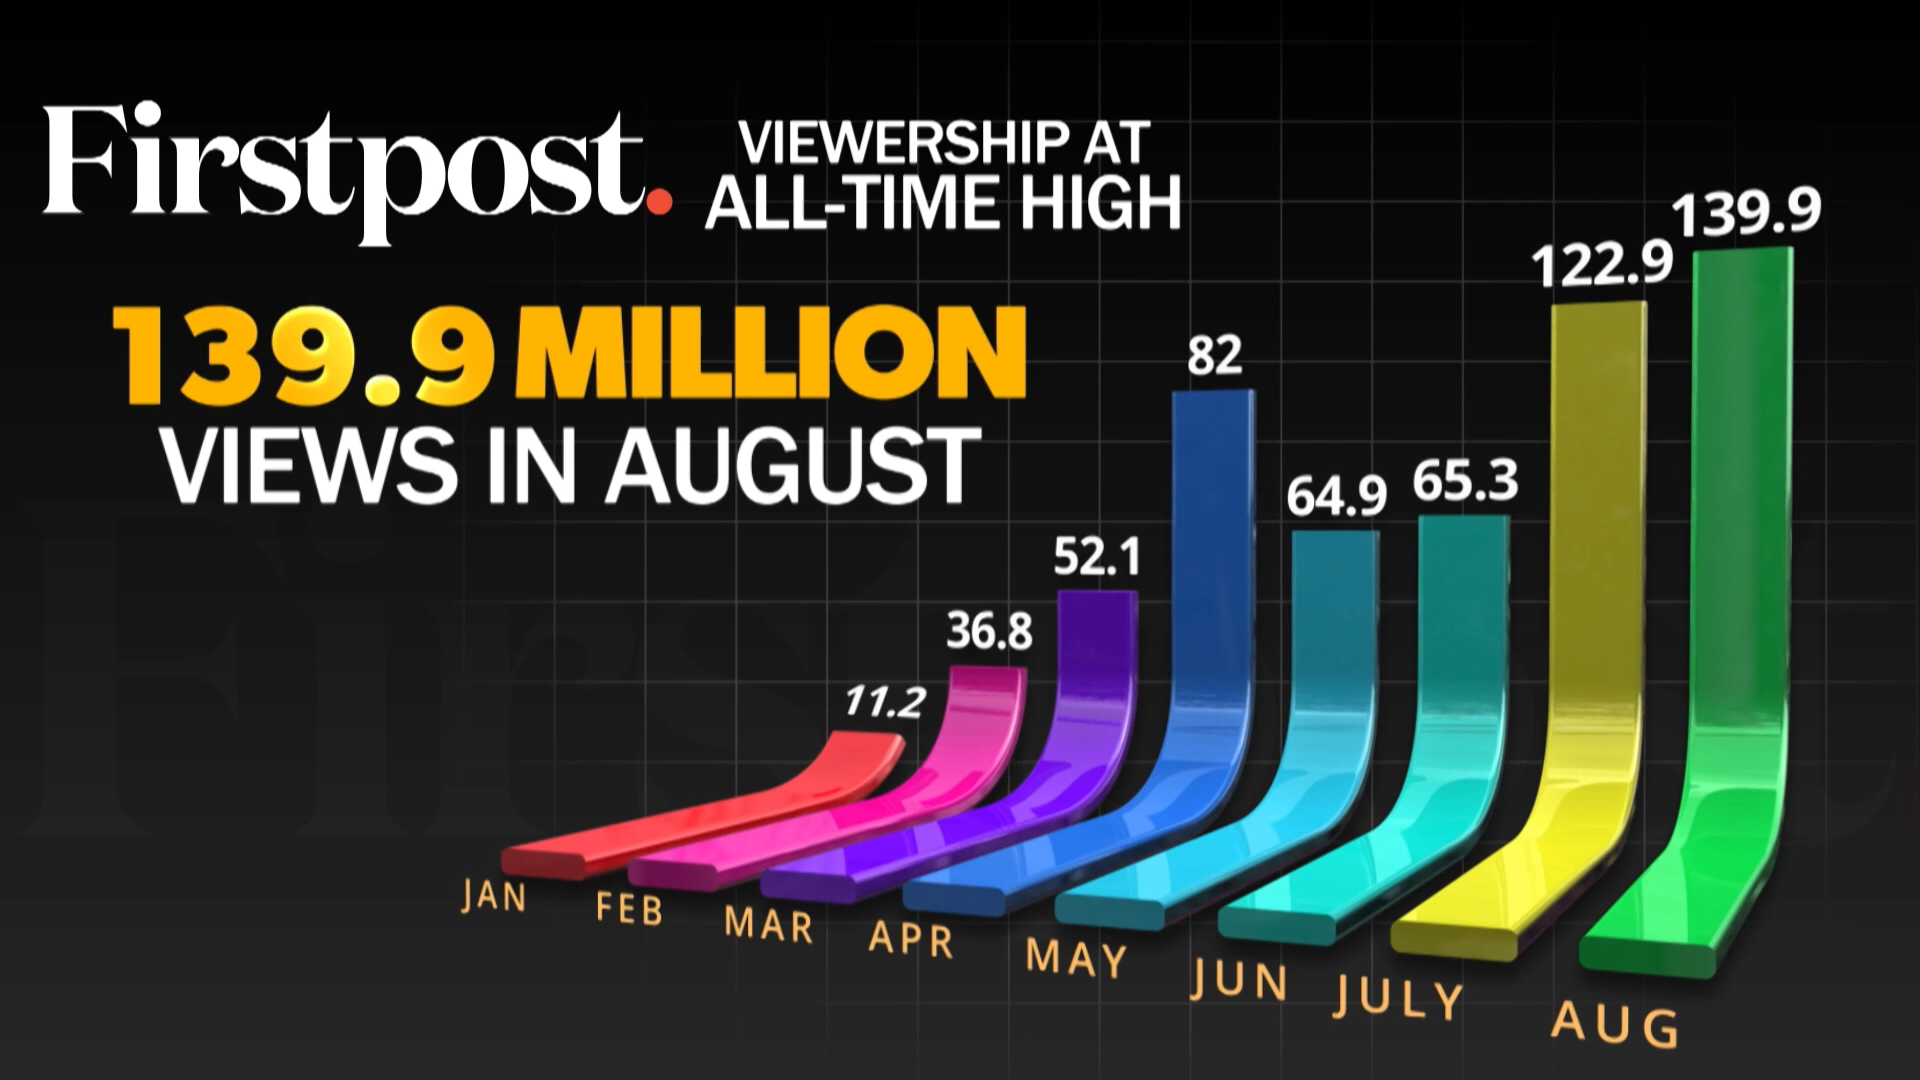 Firstpost.
VIEWERSHIP AT
ALL-TIME HIGH
139.9 MILLION
VIEWS IN AUGUST
11.2
36.8
52.1
82
64.9
65.3
122.9
139.9
JAN
FEB
MAR
APR
MAY
JUN
JULY
AUG